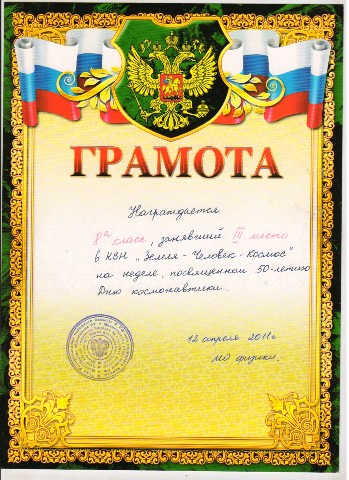 ГРАМОТА
Награждается
8а класс, занявший III место
в КВН „Земля - Человек - Космос"
на неделе, посвященной 50-летию
Дню космонавтики.
12 апреля 2011г
МО физики.